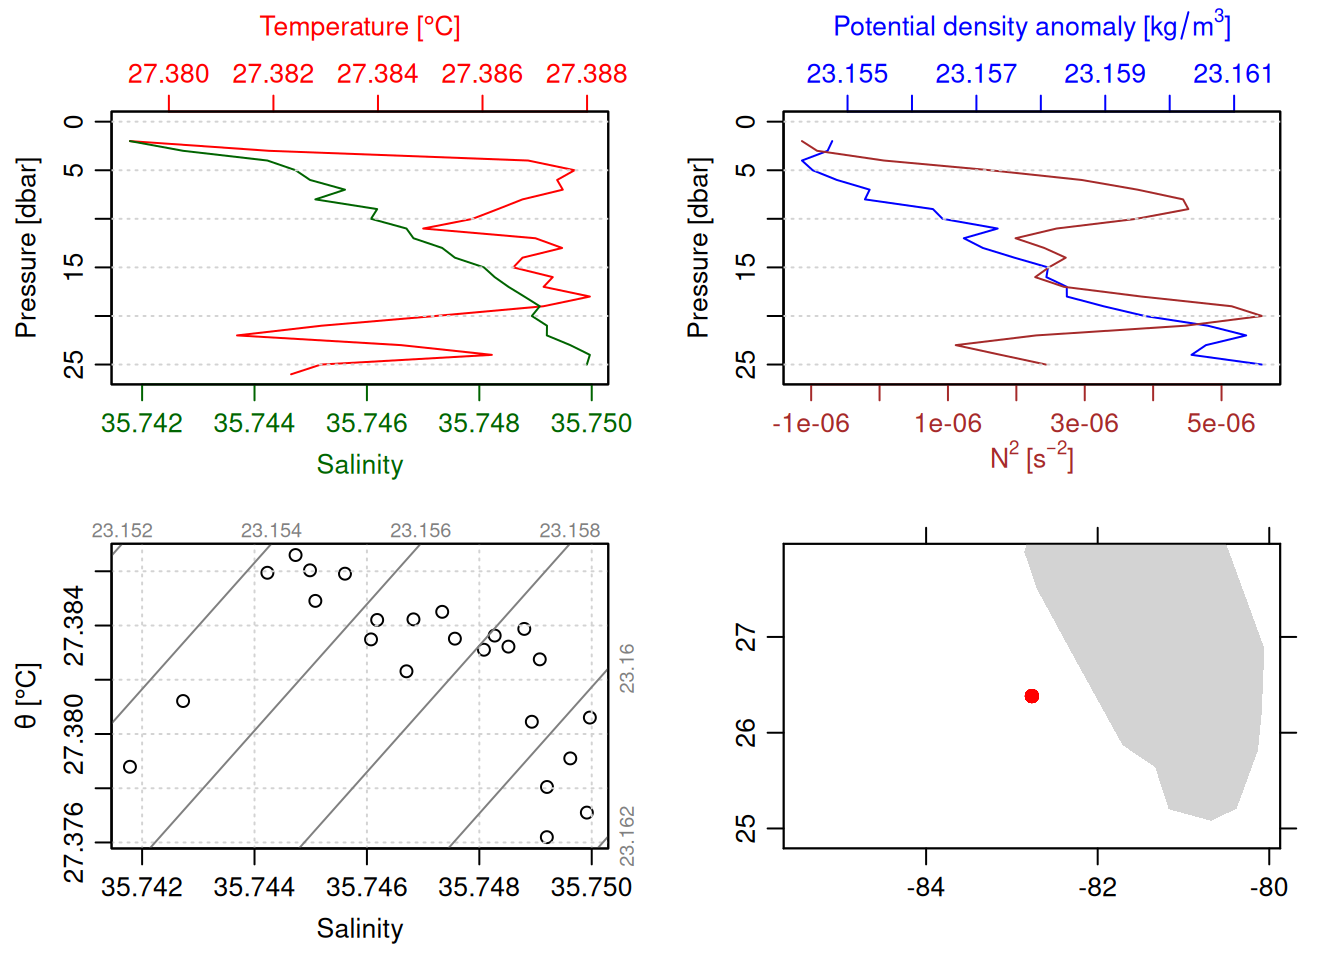 Temperature [°C]
27.380 27.382 27.384 27.386 27.388
0
5
15
25
Pressure [dbar]
35.742 35.744 35.746 35.748 35.750
Salinity
Potential density anomaly [kg/m³]
23.155 23.157 23.159 23.161
0
5
15
25
Pressure [dbar]
-1e-06 1e-06 3e-06 5e-06
N² [s⁻²]
23.152 23.154 23.156 23.158
23.16
23.162
27.384
27.380
27.376
θ [°C]
35.742 35.744 35.746 35.748 35.750
Salinity
27
26
25
-84 -82 -80